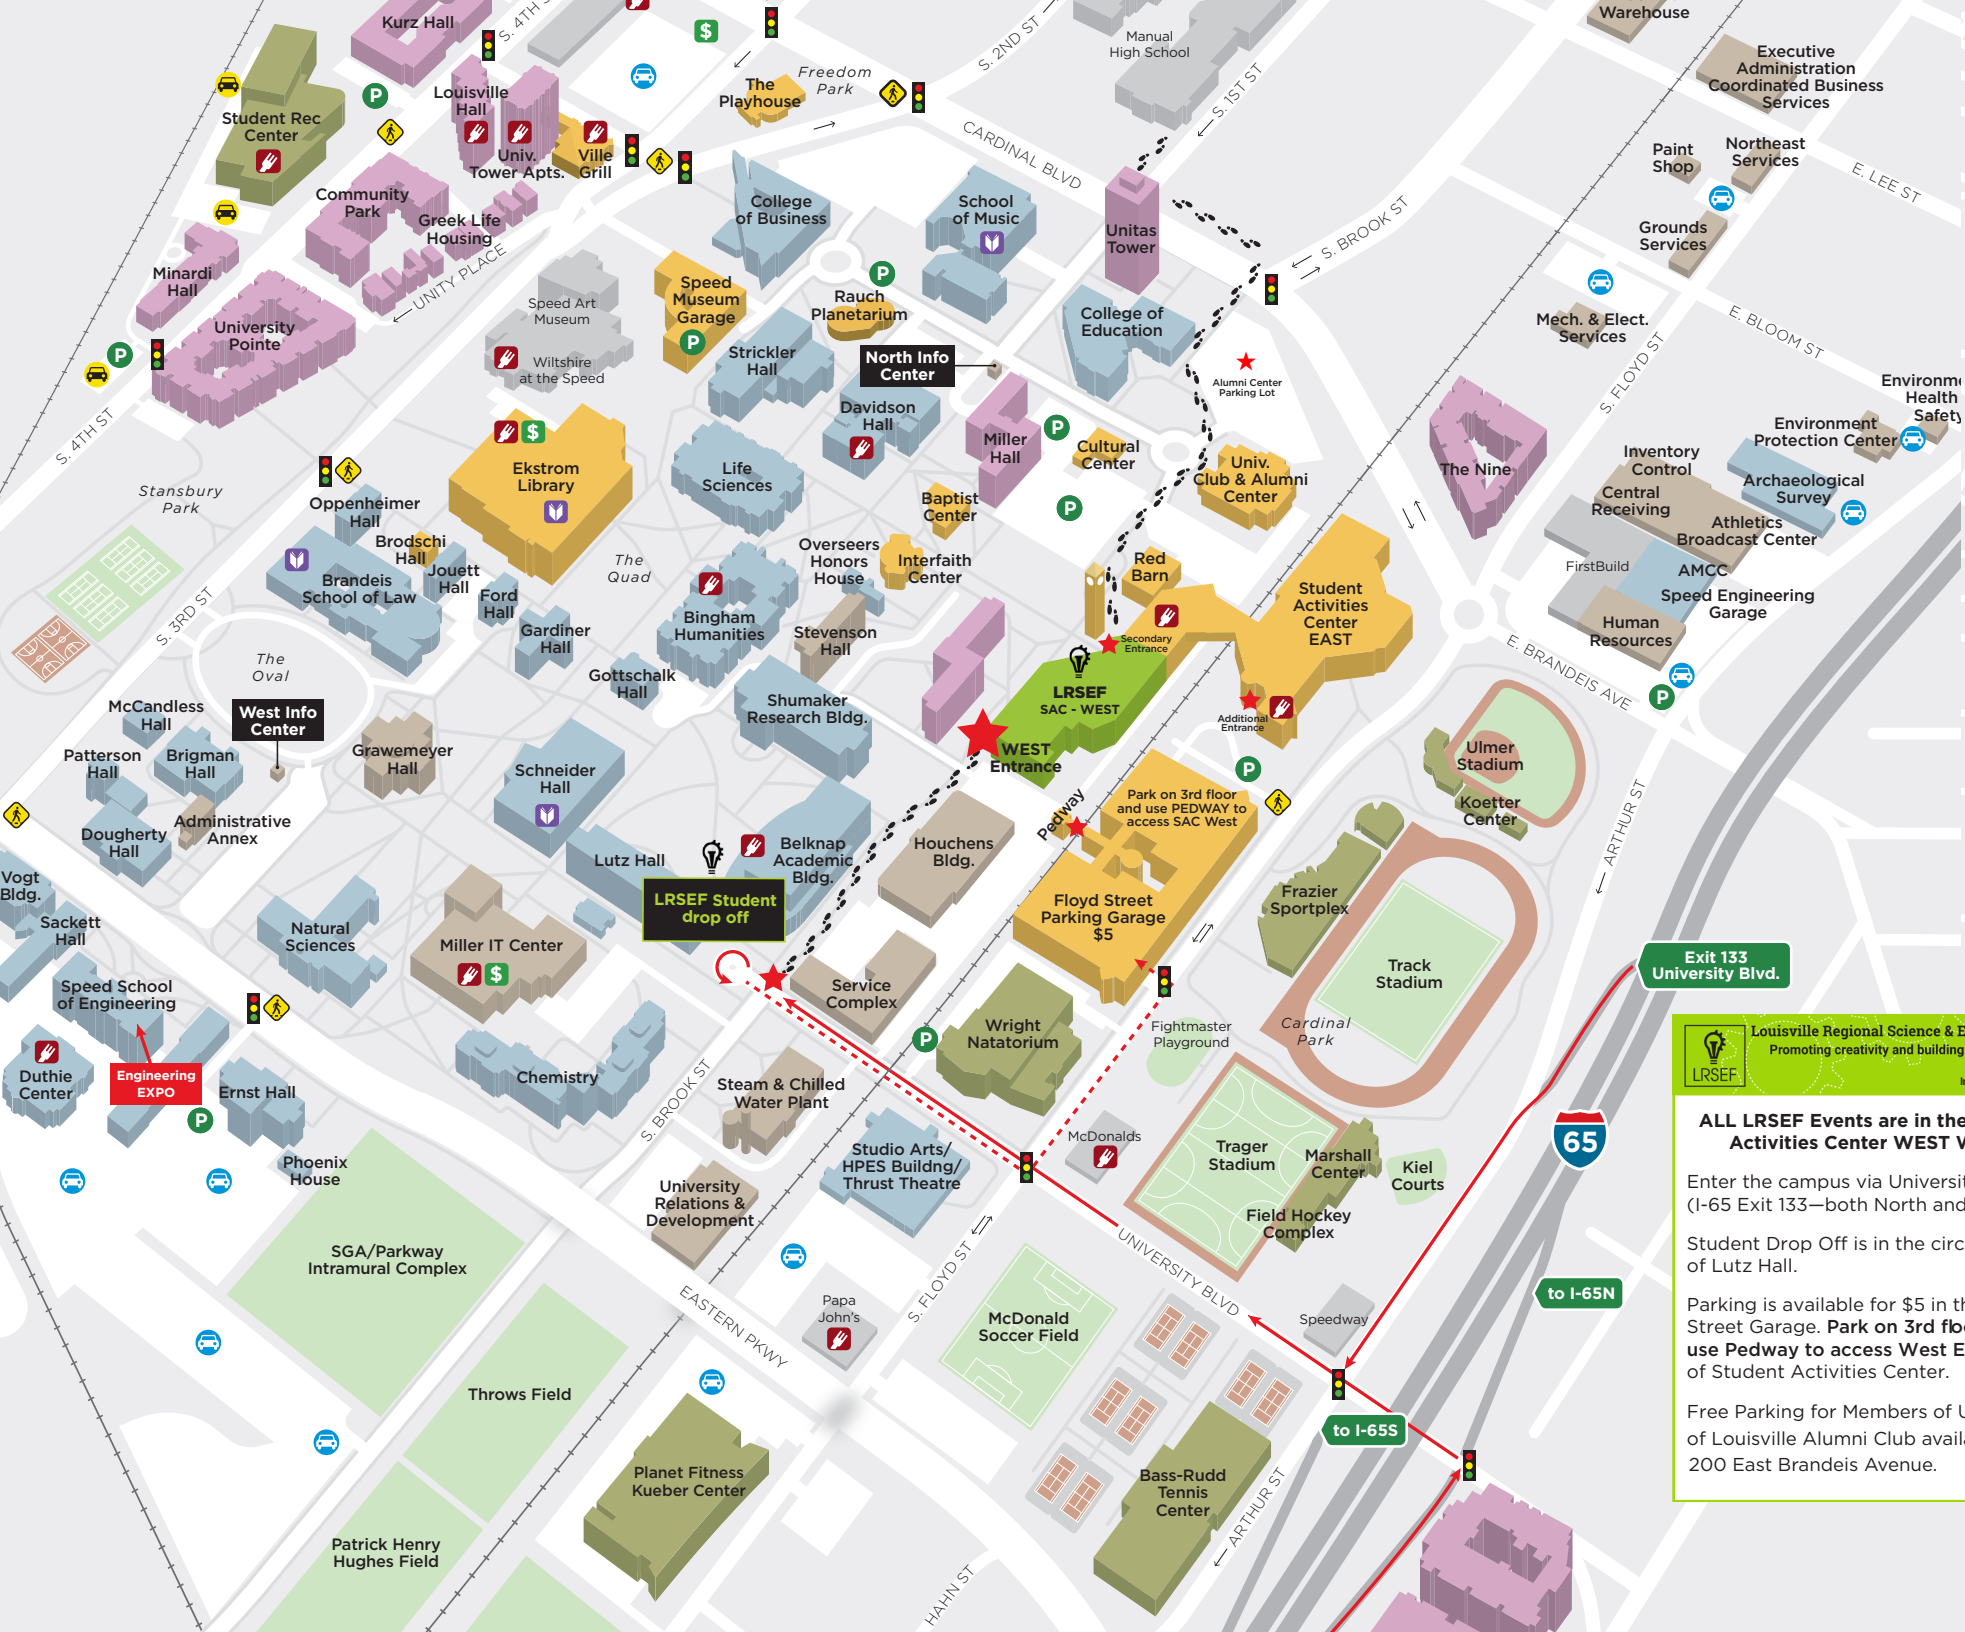 Kurz Hall
S. 4TH S
$
S. 2ND ST
Manual
High School
S. 1ST ST
Warehouse
Executive
Administration
Coordinated Business
Services
Freedom
Park
The
Playhouse
P
Louisville
Hall
Student Rec
Center
Univ.
Tower Apts.
Ville
Grill
CARDINAL BLVD
Paint
Shop
Northeast
Services
E. LEE ST
Community
Park
Greek Life
Housing
College
of Business
School
of Music
Unitas
Tower
S. BROOK ST
Grounds
Services
Minardi
Hall
UNITY PLACE
Speed Art
Museum
Speed
Museum
Garage
P
P
Rauch
Planetarium
College of
Education
Mech. & Elect.
Services
E. BLOOM ST
University
Pointe
P
Wiltshire
at the Speed
Strickler
Hall
North Info
Center
Alumni Center
Parking Lot
S. FLOYD ST
Environme
Health
Safety
S. 4TH ST
Davidson
Hall
Miller
Hall
P
Cultural
Center
Environment
Protection Center
$
Ekstrom
Library
Life
Sciences
Univ.
Club & Alumni
Center
The Nine
Inventory
Control
Central
Receiving
Archaeological
Survey
Stansbury
Park
Oppenheimer
Hall
Baptist
Center
P
Athletics
Broadcast Center
Brodschi
Hall
Jouett
Hall
The
Quad
Overseers
Honors
House
Interfaith
Center
Red
Barn
FirstBuild
AMCC
Brandeis
School of Law
Ford
Hall
Student
Activities
Center
EAST
Speed Engineering
Garage
S. 3RD ST
Gardiner
Hall
Bingham
Humanities
Stevenson
Hall
Secondary
Entrance
Human
Resources
The
Oval
Gottschalk
Hall
LRSEF
SAC - WEST
E. BRANDEIS AVE
P
McCandless
Hall
West Info
Center
Shumaker
Research Bldg.
Additional
Entrance
Patterson
Hall
Brigman
Hall
Grawemeyer
Hall
WEST
Entrance
Ulmer
Stadium
Schneider
Hall
P
Pedway
Park on 3rd floor
and use PEDWAY to
access SAC West
Koetter
Center
ARTHUR ST
Dougherty
Hall
Administrative
Annex
Lutz Hall
Belknap
Academic
Bldg.
Houchens
Bldg.
Vogt
Bldg.
LRSEF Student
drop off
Floyd Street
Parking Garage
$5
Frazier
Sportplex
Sackett
Hall
Natural
Sciences
Miller IT Center
$
Exit 133
University Blvd.
Track
Stadium
Speed School
of Engineering
Service
Complex
Wright
Natatorium
P
Fightmaster
Playground
Cardinal
Park
Louisville Regional Science & E
Promoting creativity and building
LRSEF
Duthie
Center
Engineering
EXPO
Ernst Hall
P
Chemistry
Steam & Chilled
Water Plant
S. BROOK ST
McDonalds
65
ALL LRSEF Events are in the
Activities Center WEST W
Phoenix
House
Studio Arts/
HPES Buildng/
Thrust Theatre
Trager
Stadium
Marshall
Center
Kiel
Courts
Enter the campus via Universit
(I-65 Exit 133—both North and
University
Relations &
Development
Field Hockey
Complex
SGA/Parkway
Intramural Complex
Student Drop Off is in the circ
of Lutz Hall.
UNIVERSITY BLVD
S. FLOYD ST
EASTERN PKWY
to I-65N
Papa
John's
McDonald
Soccer Field
Speedway
Parking is available for $5 in th
Street Garage. Park on 3rd floo
use Pedway to access West E
of Student Activities Center.
Throws Field
to I-65S
Free Parking for Members of U
of Louisville Alumni Club availa
200 East Brandeis Avenue.
Planet Fitness
Kueber Center
Bass-Rudd
Tennis
Center
ARTHUR ST
Patrick Henry
Hughes Field
HAHN ST